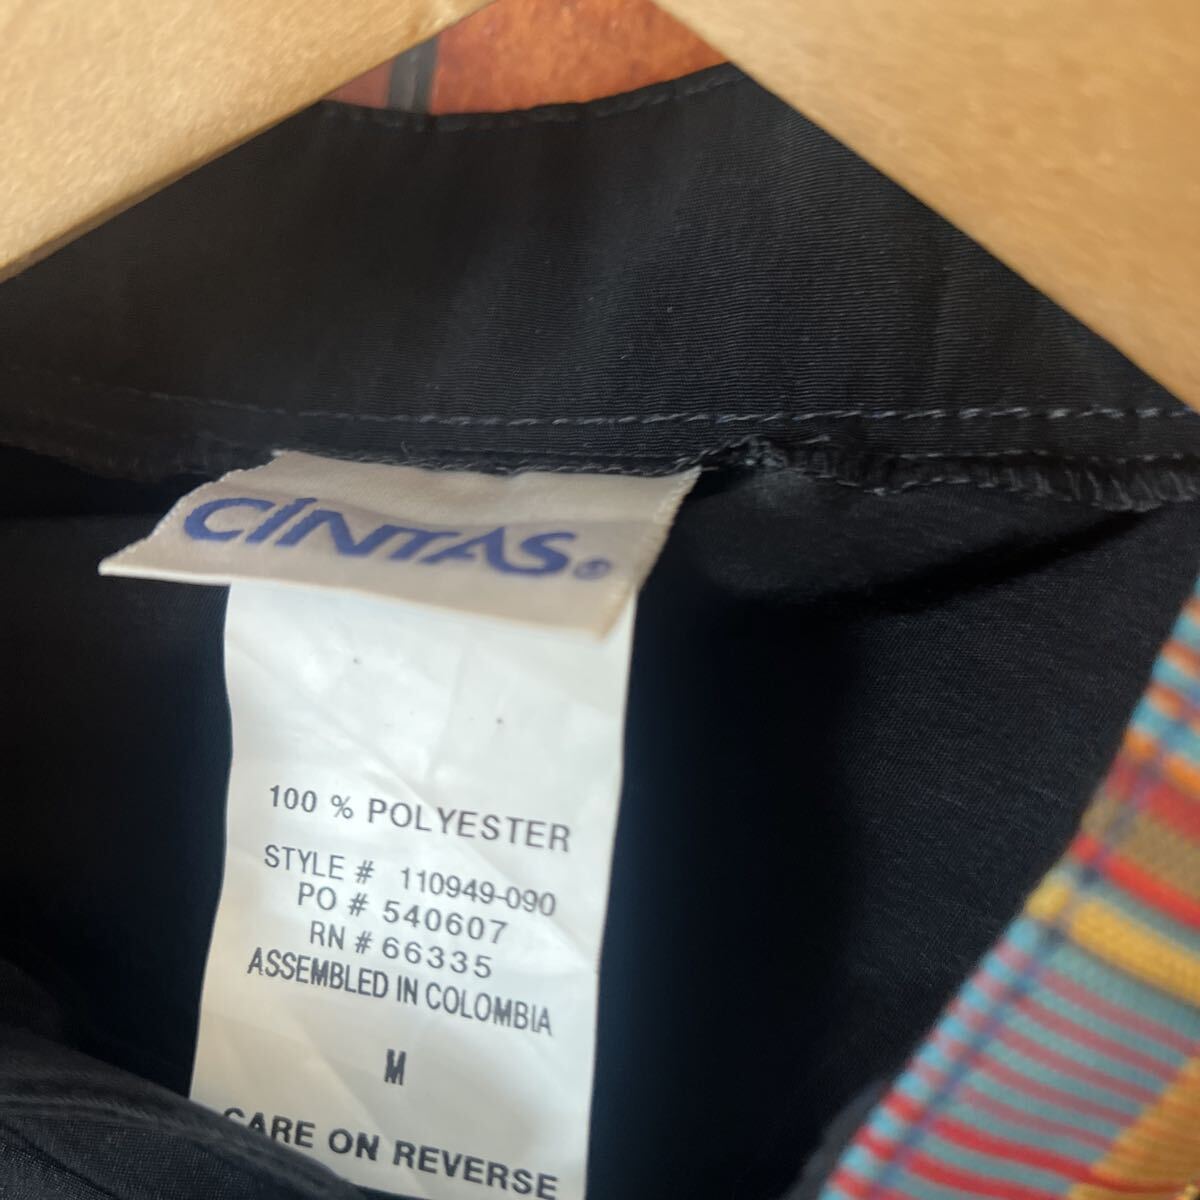 CINTAS®
100 % POLYESTER
STYLE # 110949-090
PO # 540607
RN # 66335
ASSEMBLED IN COLOMBIA
M
CARE ON REVERSE